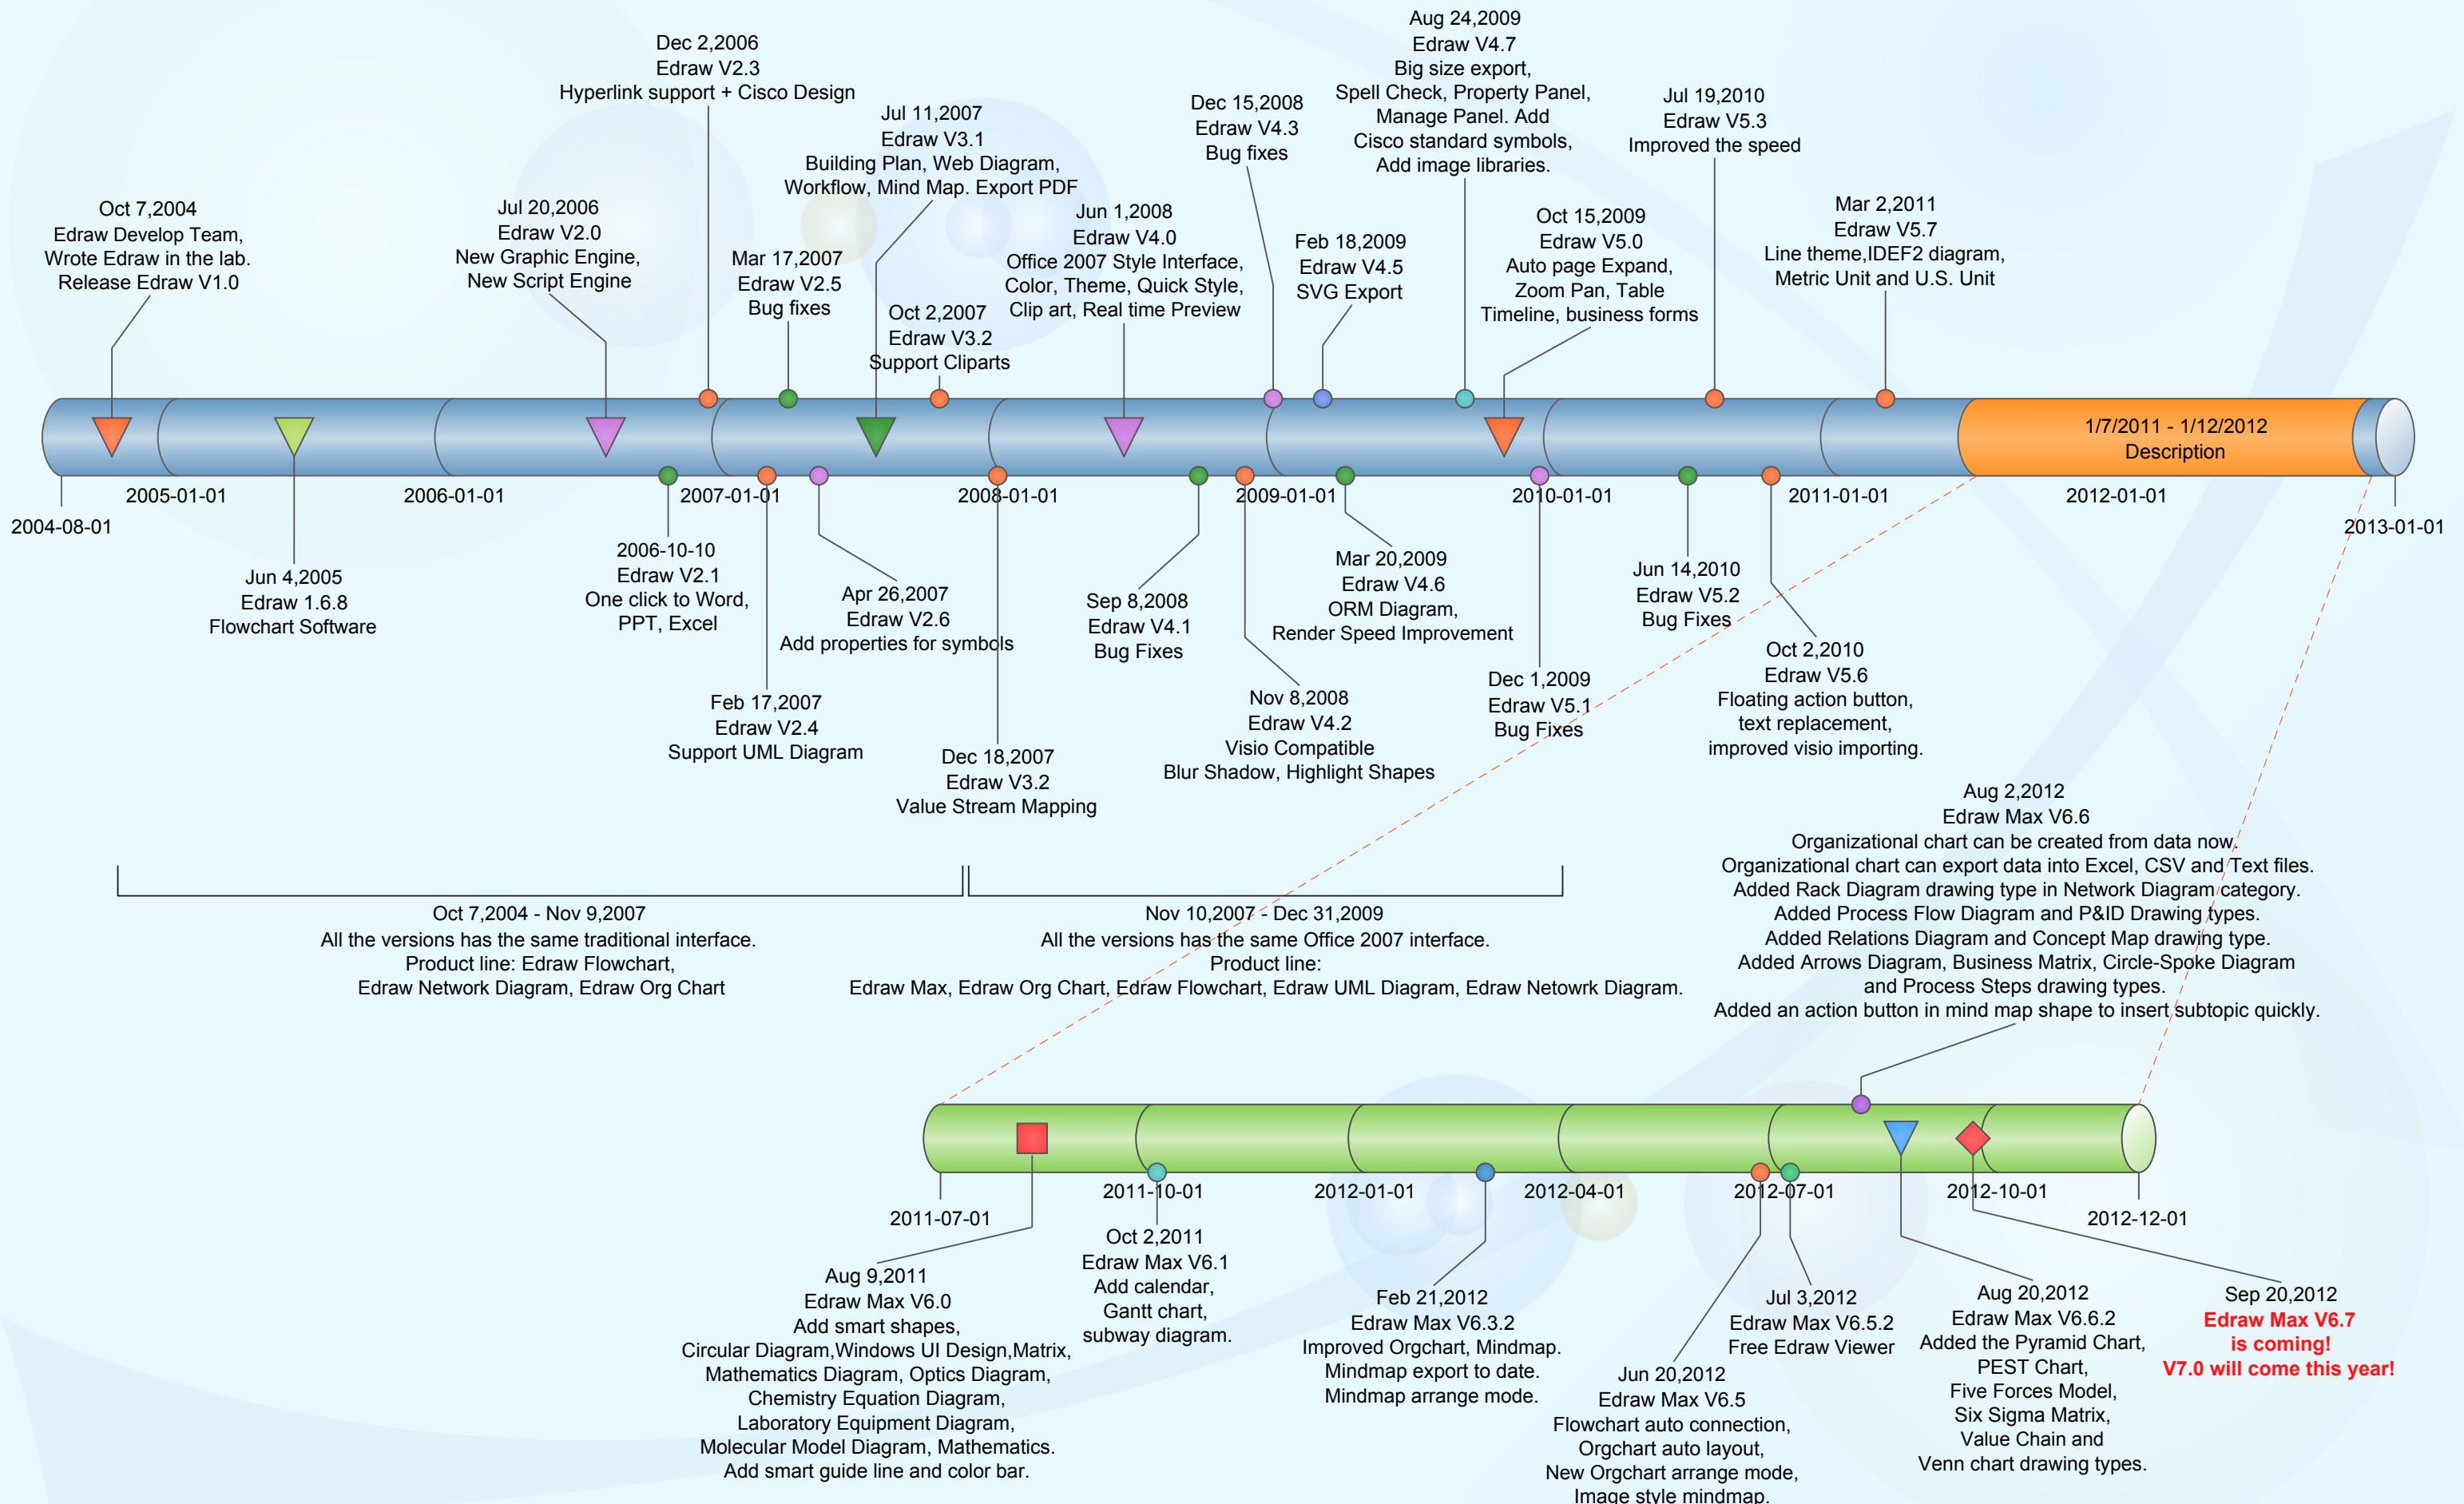 Oct 7,2004
Edraw Develop Team,
Wrote Edraw in the lab.
Release Edraw V1.0
Jul 20,2006
Edraw V2.0
New Graphic Engine,
New Script Engine
Dec 2,2006
Edraw V2.3
Hyperlink support + Cisco Design
Mar 17,2007
Edraw V2.5
Bug fixes
Jul 11,2007
Edraw V3.1
Building Plan, Web Diagram,
Workflow, Mind Map. Export PDF
Oct 2,2007
Edraw V3.2
Support Cliparts
Jun 1,2008
Edraw V4.0
Office 2007 Style Interface,
Color, Theme, Quick Style,
Clip art, Real time Preview
Dec 15,2008
Edraw V4.3
Bug fixes
Feb 18,2009
Edraw V4.5
SVG Export
Aug 24,2009
Edraw V4.7
Big size export,
Spell Check, Property Panel,
Manage Panel. Add
Cisco standard symbols,
Add image libraries.
Oct 15,2009
Edraw V5.0
Auto page Expand,
Zoom Pan, Table
Timeline, business forms
Jul 19,2010
Edraw V5.3
Improved the speed
Mar 2,2011
Edraw V5.7
Line theme,IDEF2 diagram,
Metric Unit and U.S. Unit
1/7/2011 - 1/12/2012
Description
2004-08-01
2005-01-01
2006-01-01
2007-01-01
2008-01-01
2009-01-01
2010-01-01
2011-01-01
2012-01-01
2013-01-01
Jun 4,2005
Edraw 1.6.8
Flowchart Software
2006-10-10
Edraw V2.1
One click to Word,
PPT, Excel
Feb 17,2007
Edraw V2.4
Support UML Diagram
Apr 26,2007
Edraw V2.6
Add properties for symbols
Dec 18,2007
Edraw V3.2
Value Stream Mapping
Sep 8,2008
Edraw V4.1
Bug Fixes
Nov 8,2008
Edraw V4.2
Visio Compatible
Blur Shadow, Highlight Shapes
Mar 20,2009
Edraw V4.6
ORM Diagram,
Render Speed Improvement
Dec 1,2009
Edraw V5.1
Bug Fixes
Jun 14,2010
Edraw V5.2
Bug Fixes
Oct 2,2010
Edraw V5.6
Floating action button,
text replacement,
improved visio importing.
Oct 7,2004 - Nov 9,2007
All the versions has the same traditional interface.
Product line: Edraw Flowchart,
Edraw Network Diagram, Edraw Org Chart
Nov 10,2007 - Dec 31,2009
All the versions has the same Office 2007 interface.
Product line:
Edraw Max, Edraw Org Chart, Edraw Flowchart, Edraw UML Diagram, Edraw Netowrk Diagram.
Aug 2,2012
Edraw Max V6.6
Organizational chart can be created from data now.
Organizational chart can export data into Excel, CSV and Text files.
Added Rack Diagram drawing type in Network Diagram category.
Added Process Flow Diagram and P&ID Drawing types.
Added Relations Diagram and Concept Map drawing type.
Added Arrows Diagram, Business Matrix, Circle-Spoke Diagram
and Process Steps drawing types.
Added an action button in mind map shape to insert subtopic quickly.
2011-07-01
2011-10-01
2012-01-01
2012-04-01
2012-07-01
2012-10-01
2012-12-01
Aug 9,2011
Edraw Max V6.0
Add smart shapes,
Circular Diagram,Windows UI Design,Matrix,
Mathematics Diagram, Optics Diagram,
Chemistry Equation Diagram,
Laboratory Equipment Diagram,
Molecular Model Diagram, Mathematics.
Add smart guide line and color bar.
Oct 2,2011
Edraw Max V6.1
Add calendar,
Gantt chart,
subway diagram.
Feb 21,2012
Edraw Max V6.3.2
Improved Orgchart, Mindmap.
Mindmap export to date.
Mindmap arrange mode.
Jun 20,2012
Edraw Max V6.5
Flowchart auto connection,
Orgchart auto layout,
New Orgchart arrange mode,
Image style mindmap.
Jul 3,2012
Edraw Max V6.5.2
Free Edraw Viewer
Aug 20,2012
Edraw Max V6.6.2
Added the Pyramid Chart,
PEST Chart,
Five Forces Model,
Six Sigma Matrix,
Value Chain and
Venn chart drawing types.
Sep 20,2012
Edraw Max V6.7
is coming!
V7.0 will come this year!